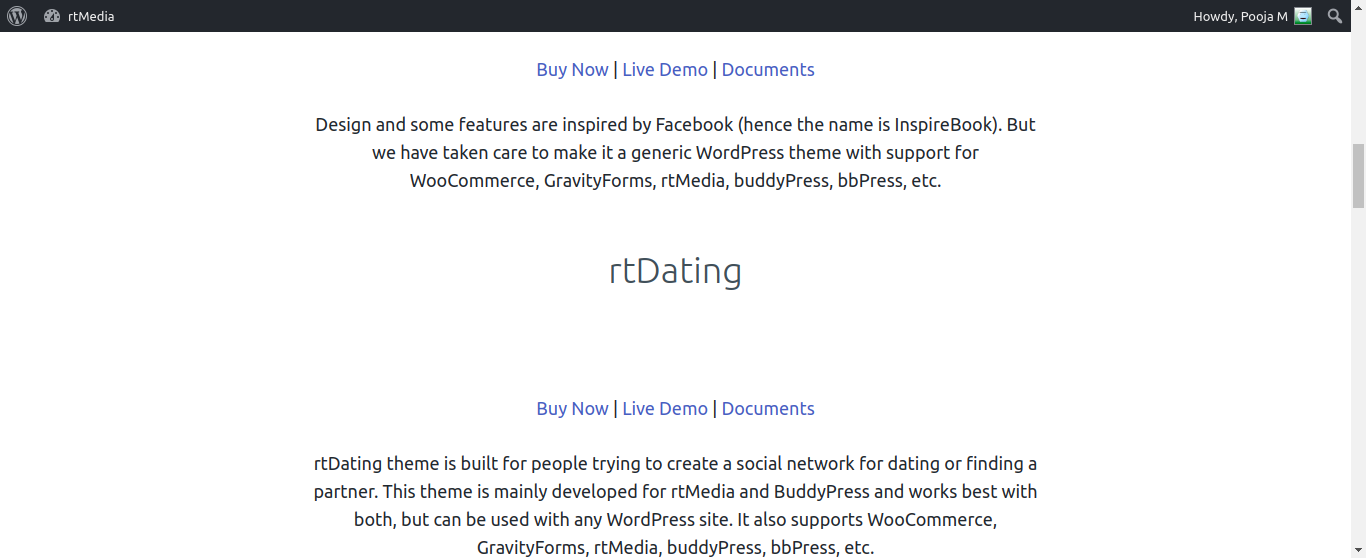 rtMedia
Howdy, Pooja M
Buy Now | Live Demo | Documents
Design and some features are inspired by Facebook (hence the name is InspireBook). But
we have taken care to make it a generic WordPress theme with support for
WooCommerce, GravityForms, rtMedia, buddyPress, bbPress, etc.
rtDating
Buy Now | Live Demo | Documents
rtDating theme is built for people trying to create a social network for dating or finding a
partner. This theme is mainly developed for rtMedia and BuddyPress and works best with
both, but can be used with any WordPress site. It also supports WooCommerce,
GravityForms, rtMedia, buddyPress, bbPress, etc.